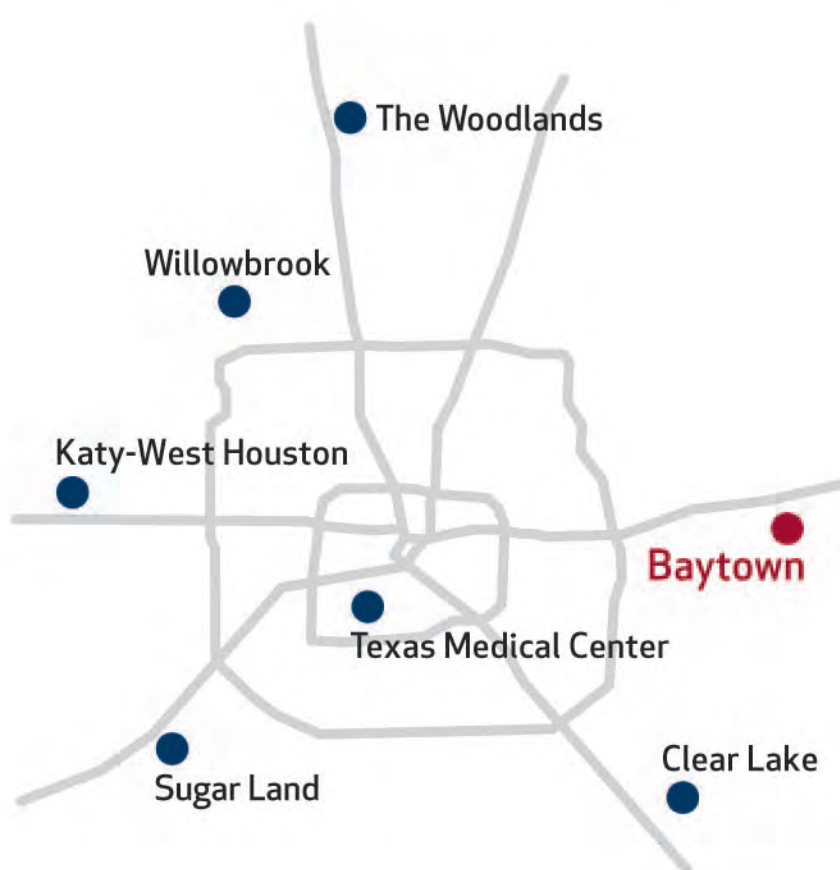 The Woodlands
Willowbrook
Katy-West Houston
Baytown
Texas Medical Center
Clear Lake
Sugar Land